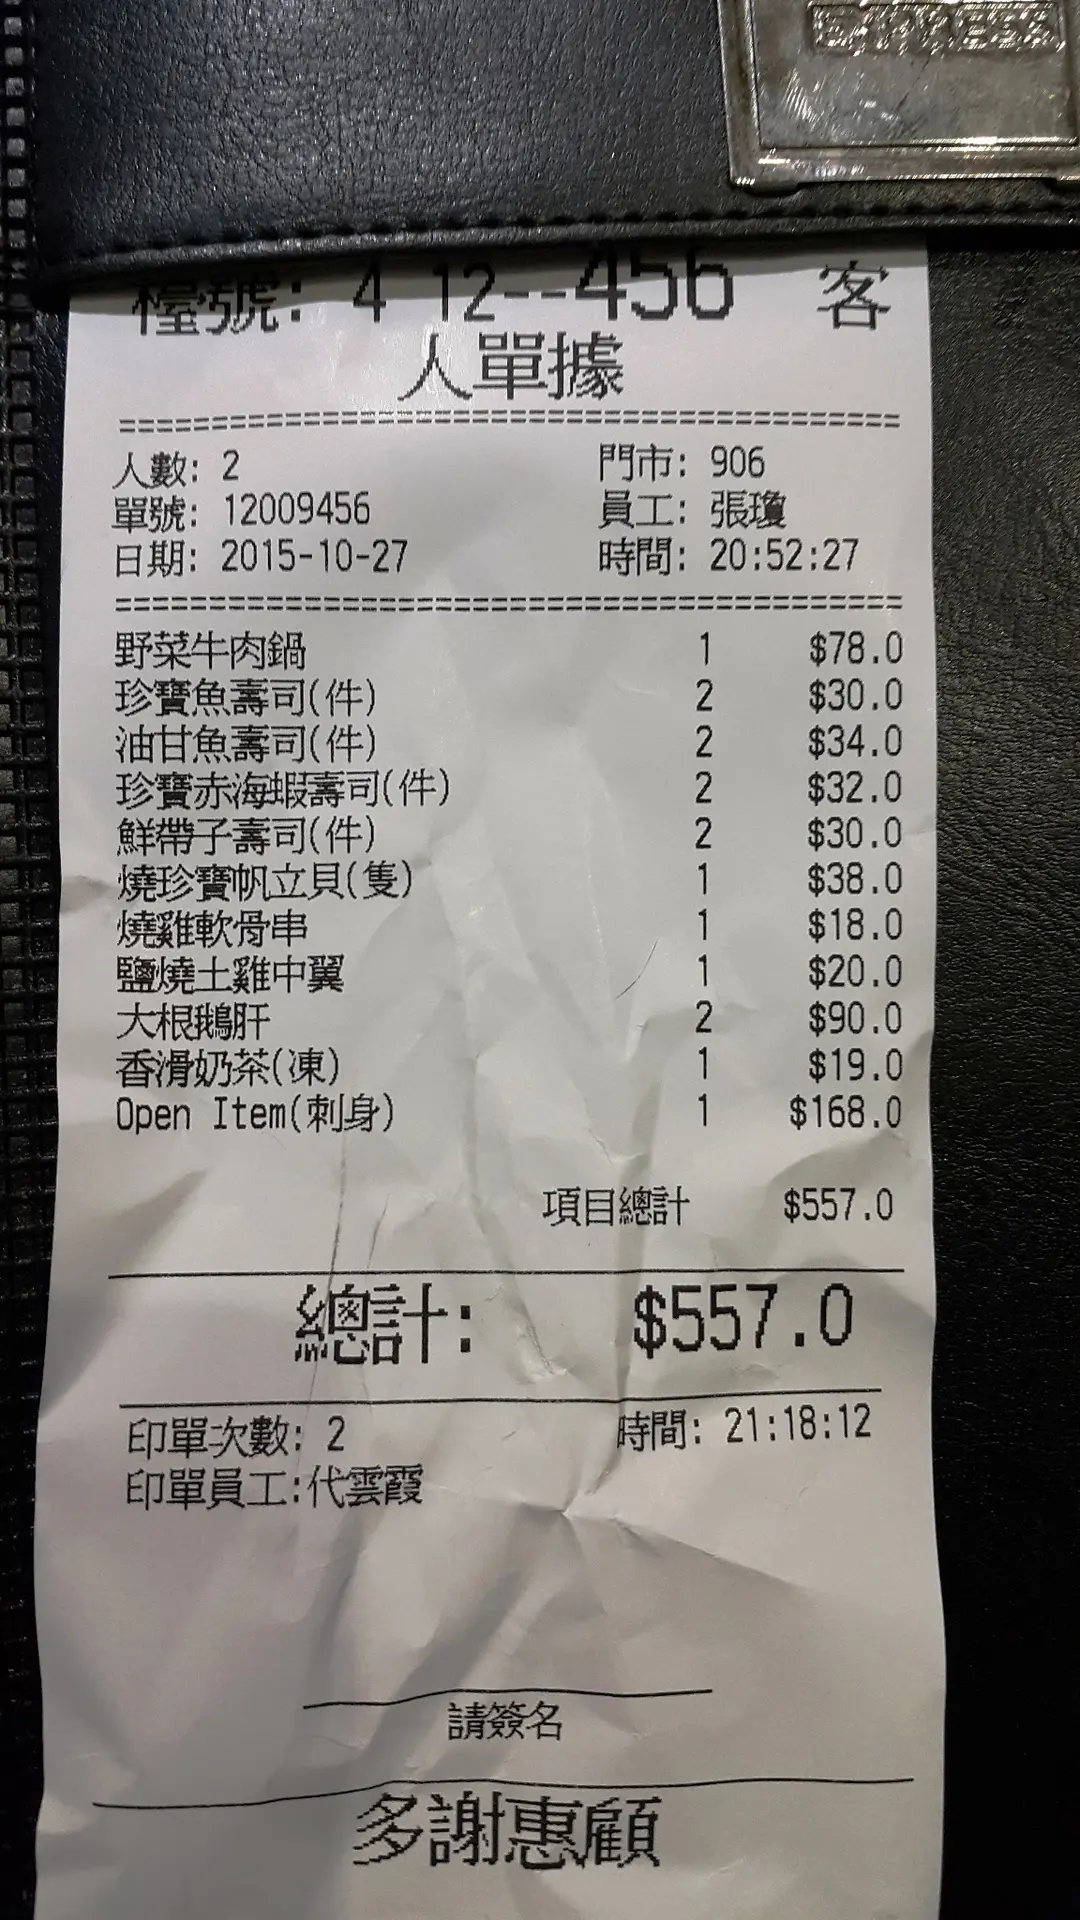 EXPRESS
檯號: 4 12--456 客
人單據
人數: 2 門市: 906
單號: 12009456 員工: 張瓊
日期: 2015-10-27 時間: 20:52:27
野菜牛肉鍋 1 $78.0
珍寶魚壽司(件) 2 $30.0
油甘魚壽司(件) 2 $34.0
珍寶赤海蝦壽司(件) 2 $32.0
鮮帶子壽司(件) 2 $30.0
燒珍寶帆立貝(隻) 1 $38.0
燒雞軟骨串 1 $18.0
鹽燒土雞中翼 1 $20.0
大根鵝肝 2 $90.0
香滑奶茶(凍) 1 $19.0
Open Item(刺身) 1 $168.0
項目總計 $557.0
總計: $557.0
印單次數: 2 時間: 21:18:12
印單員工:代雲霞
請簽名
多謝惠顧